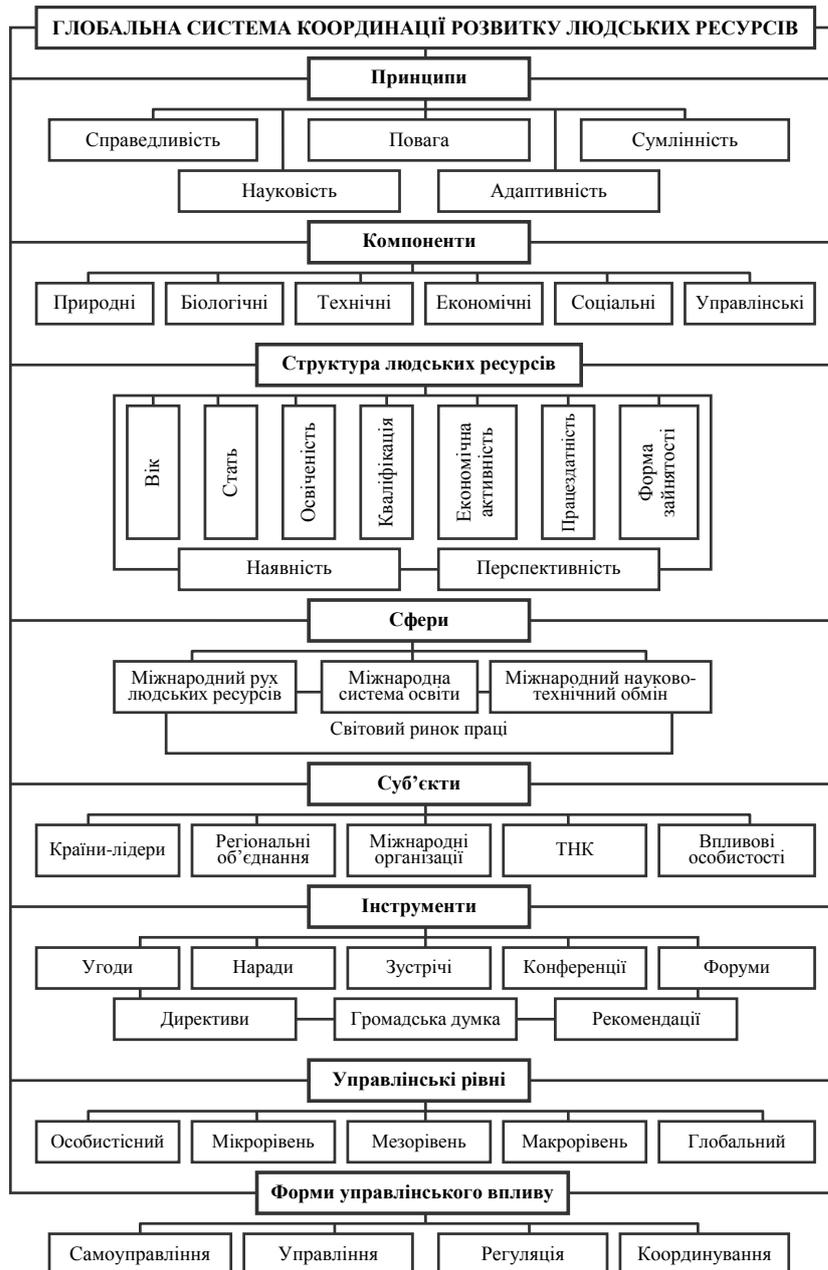 ГЛОБАЛЬНА СИСТЕМА КООРДИНАЦІЇ РОЗВИТКУ ЛЮДСЬКИХ РЕСУРСІВ
Принципи
Справедливість
Повага
Сумлінність
Науковість
Адаптивність
Компоненти
Природні
Біологічні
Технічні
Економічні
Соціальні
Управлінські
Структура людських ресурсів
Вік
Стать
Освіченість
Кваліфікація
Економічна
активність
Працездатність
Форма
зайнятості
Наявність
Перспективність
Сфери
Міжнародний рух
людських ресурсів
Міжнародна
система освіти
Міжнародний науково-
технічний обмін
Світовий ринок праці
Суб’єкти
Країни-лідери
Регіональні
об’єднання
Міжнародні
організації
ТНК
Впливові
особистості
Інструменти
Угоди
Наради
Зустрічі
Конференції
Форуми
Директиви
Громадська думка
Рекомендації
Управлінські рівні
Особистісний
Мікрорівень
Мезорівень
Макрорівень
Глобальний
Форми управлінського впливу
Самоуправління
Управління
Регуляція
Координування